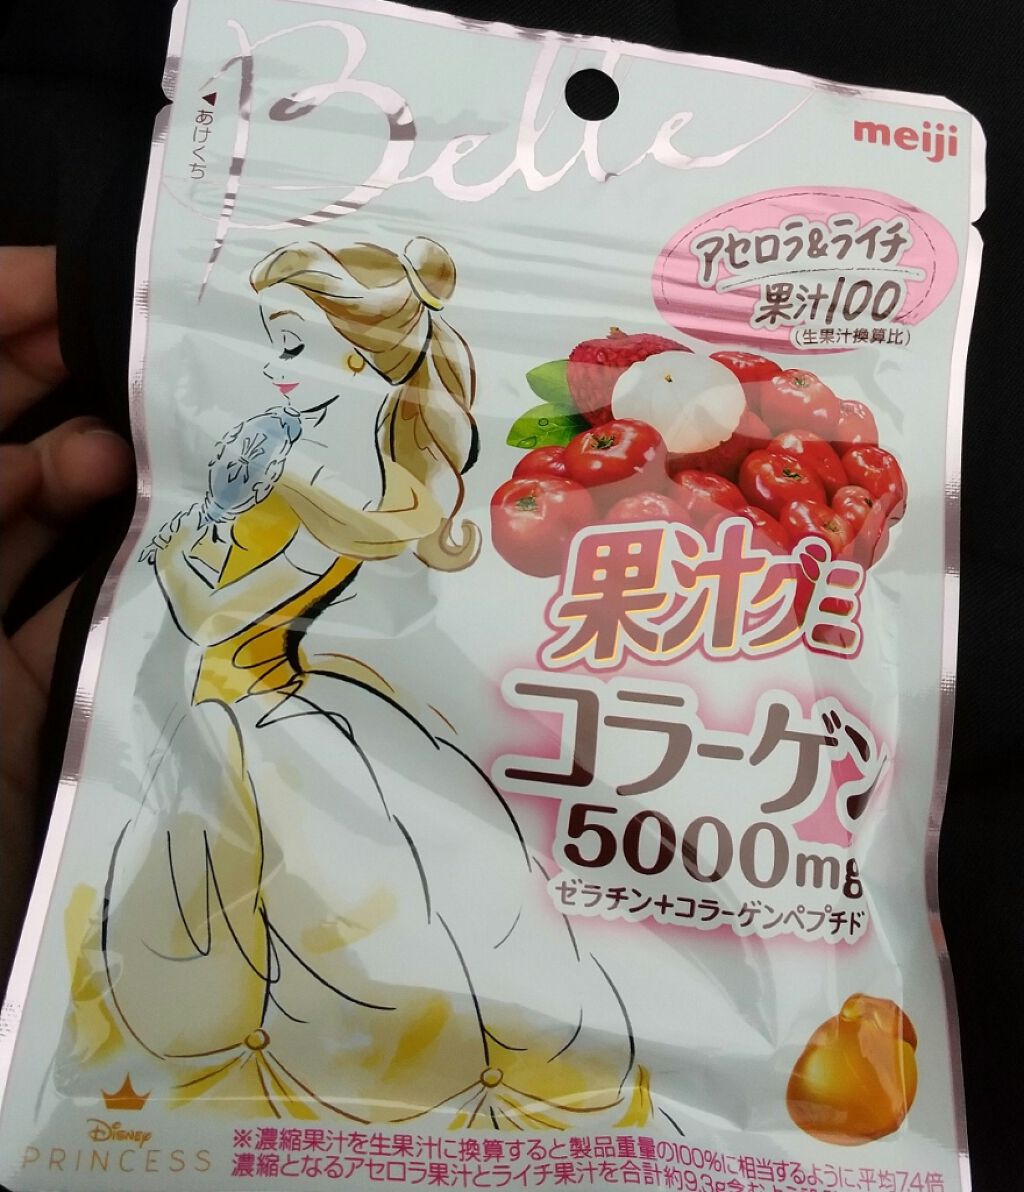 Belle
◀あけくち
meiji
アセロラ&ライチ
果汁100
(生果汁換算比)
果汁グミ
コラーゲン
5000mg
ゼラチン+コラーゲンペプチド
Disney
PRINCESS
※濃縮果汁を生果汁に換算すると製品重量の100%に相当するように、平均7.4倍
濃縮となるアセロラ果汁とライチ果汁を合計約9.3g含む